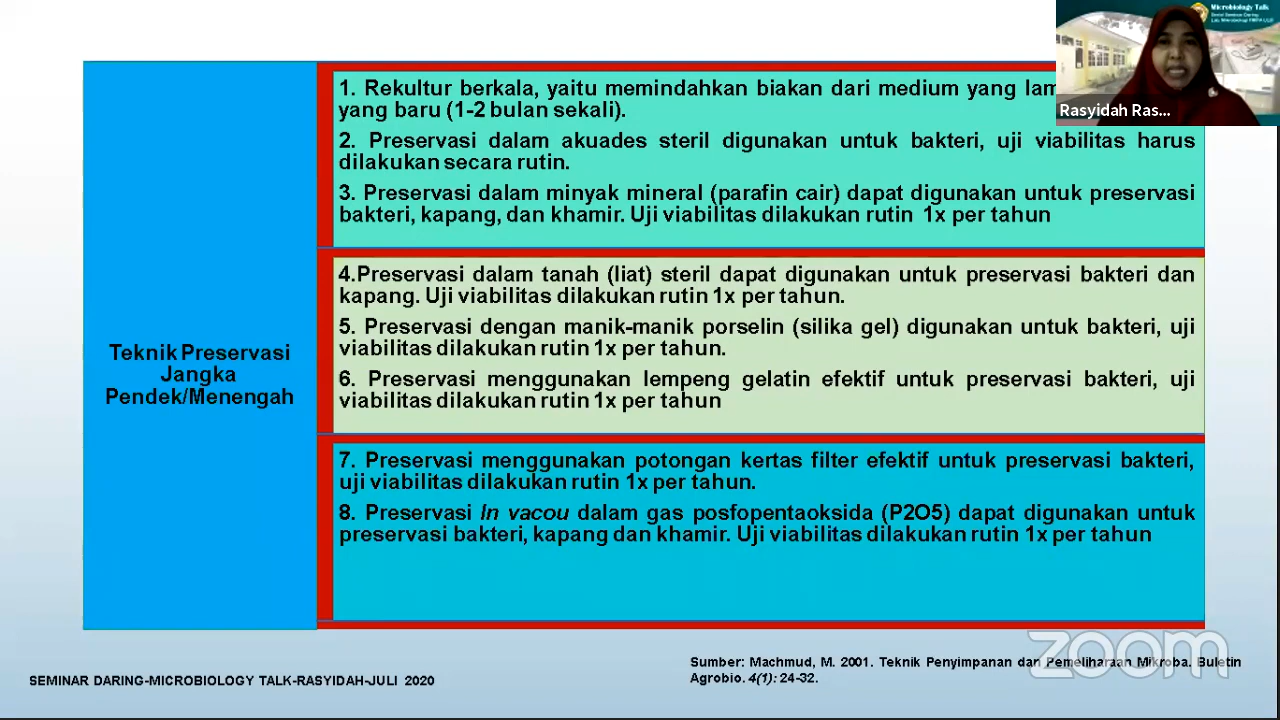 Microbiology Talk
Rasyidah Ras...
1. Rekultur berkala, yaitu memindahkan biakan dari medium yang lam
yang baru (1-2 bulan sekali).
2. Preservasi dalam akuades steril digunakan untuk bakteri, uji viabilitas harus
dilakukan secara rutin.
3. Preservasi dalam minyak mineral (parafin cair) dapat digunakan untuk preservasi
bakteri, kapang, dan khamir. Uji viabilitas dilakukan rutin 1x per tahun
4.Preservasi dalam tanah (liat) steril dapat digunakan untuk preservasi bakteri dan
kapang. Uji viabilitas dilakukan rutin 1x per tahun.
5. Preservasi dengan manik-manik porselin (silika gel) digunakan untuk bakteri, uji
viabilitas dilakukan rutin 1x per tahun.
6. Preservasi menggunakan lempeng gelatin efektif untuk preservasi bakteri, uji
viabilitas dilakukan rutin 1x per tahun
Teknik Preservasi
Jangka
Pendek/Menengah
7. Preservasi menggunakan potongan kertas filter efektif untuk preservasi bakteri,
uji viabilitas dilakukan rutin 1x per tahun.
8. Preservasi In vacou dalam gas posfopentaoksida (P2O5) dapat digunakan untuk
preservasi bakteri, kapang dan khamir. Uji viabilitas dilakukan rutin 1x per tahun
zoom
Sumber: Machmud, M. 2001. Teknik Penyimpanan dan Pemeliharaan Mikroba. Buletin
Agrobio. 4(1): 24-32.
SEMINAR DARING-MICROBIOLOGY TALK-RASYIDAH-JULI 2020